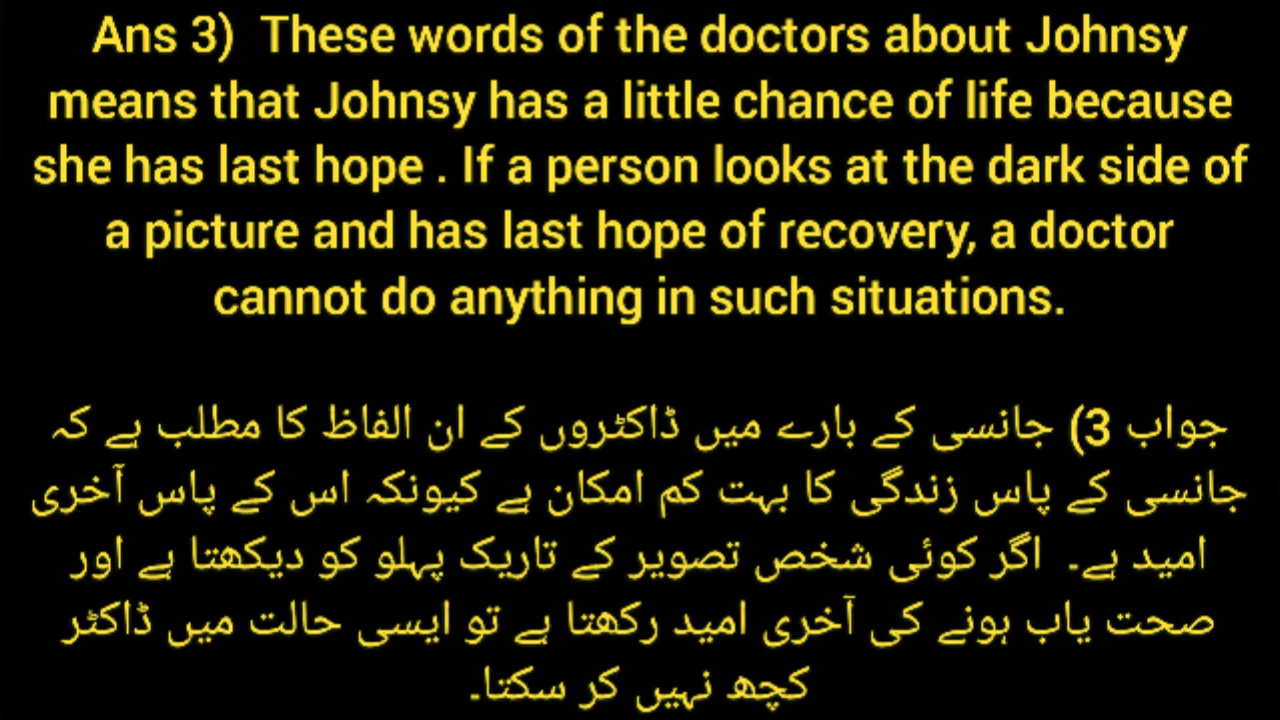 Ans 3)  These words of the doctors about Johnsy
means that Johnsy has a little chance of life because
she has last hope . If a person looks at the dark side of
a picture and has last hope of recovery, a doctor
cannot do anything in such situations.
جواب 3) جانسی کے بارے میں ڈاکٹروں کے ان الفاظ کا مطلب ہے کہ
جانسی کے پاس زندگی کا بہت کم امکان ہے کیونکہ اس کے پاس آخری
امید ہے۔  اگر کوئی شخص تصویر کے تاریک پہلو کو دیکھتا ہے اور
صحت یاب ہونے کی آخری امید رکھتا ہے تو ایسی حالت میں ڈاکٹر
کچھ نہیں کر سکتا۔